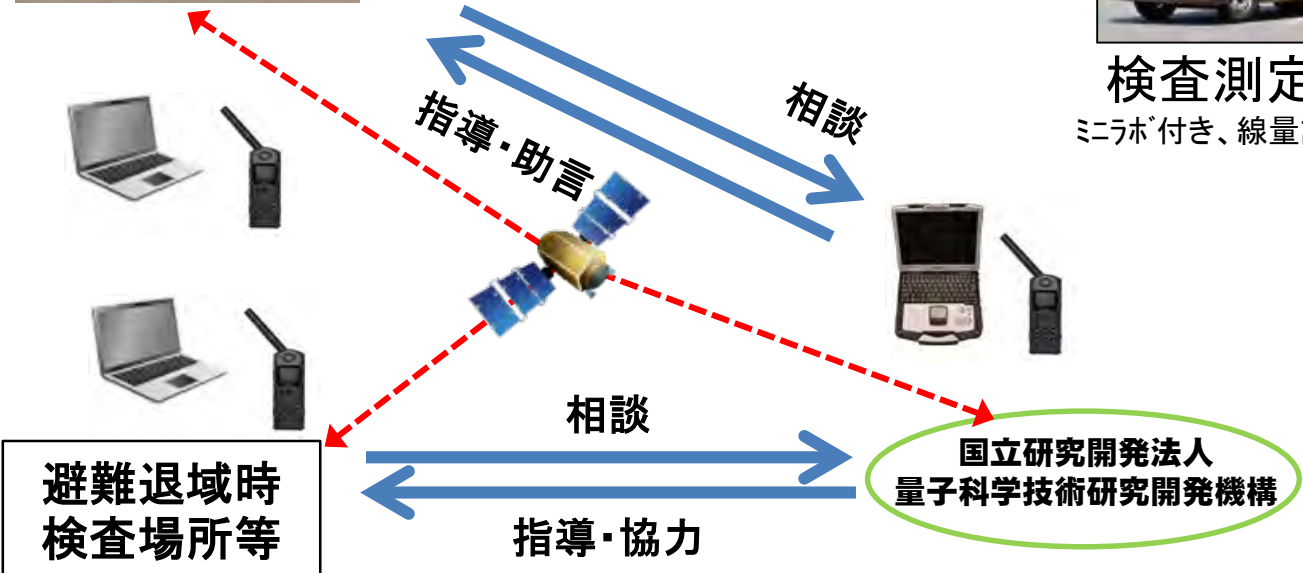 検査測定
ミニラボ付き、線量
相談
指導・助言
相談
国立研究開発法人
量子科学技術研究開発機構
避難退域時
検査場所等
指導・協力